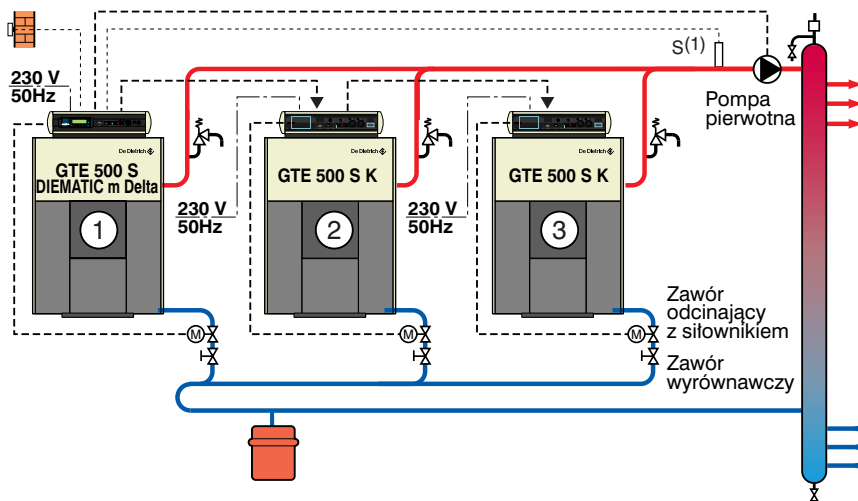 S(1)
230 V
50Hz
Pompa
pierwotna
De Dietrich
GTE 500 S
DIEMATIC m Delta
1
De Dietrich
GTE 500 S K
2
De Dietrich
GTE 500 S K
3
230 V
50Hz
230 V
50Hz
Zawór
odcinający
z siłownikiem
M
M
M
Zawór
wyrównawczy